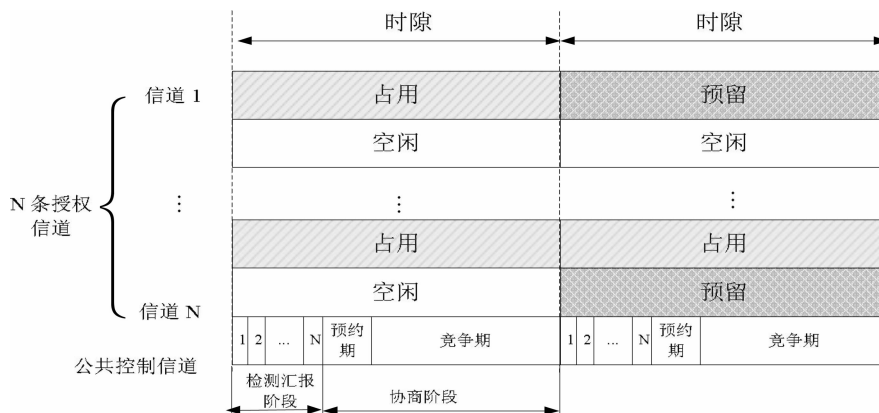 时隙 时隙
信道 1 占用 预留
空闲 空闲
N 条授权
信道
⋮ ⋮ ⋮
占用 占用
信道 N 空闲 预留
公共控制信道 1 2 ... N 预约期 竞争期 1 2 ... N 预约期 竞争期
检测汇报
阶段
协商阶段